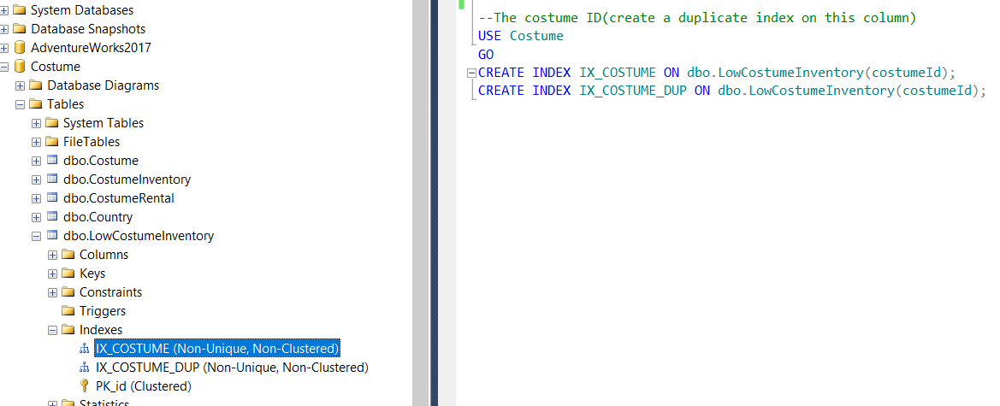 System Databases
Database Snapshots
AdventureWorks2017
Costume
Database Diagrams
Tables
System Tables
FileTables
dbo.Costume
dbo.CostumeInventory
dbo.CostumeRental
dbo.Country
dbo.LowCostumeInventory
Columns
Keys
Constraints
Triggers
Indexes
IX_COSTUME (Non-Unique, Non-Clustered)
IX_COSTUME_DUP (Non-Unique, Non-Clustered)
PK_id (Clustered)
Statistics
--The costume ID(create a duplicate index on this column)
USE Costume
GO
CREATE INDEX IX_COSTUME ON dbo.LowCostumeInventory(costumeId);
CREATE INDEX IX_COSTUME_DUP ON dbo.LowCostumeInventory(costumeId);